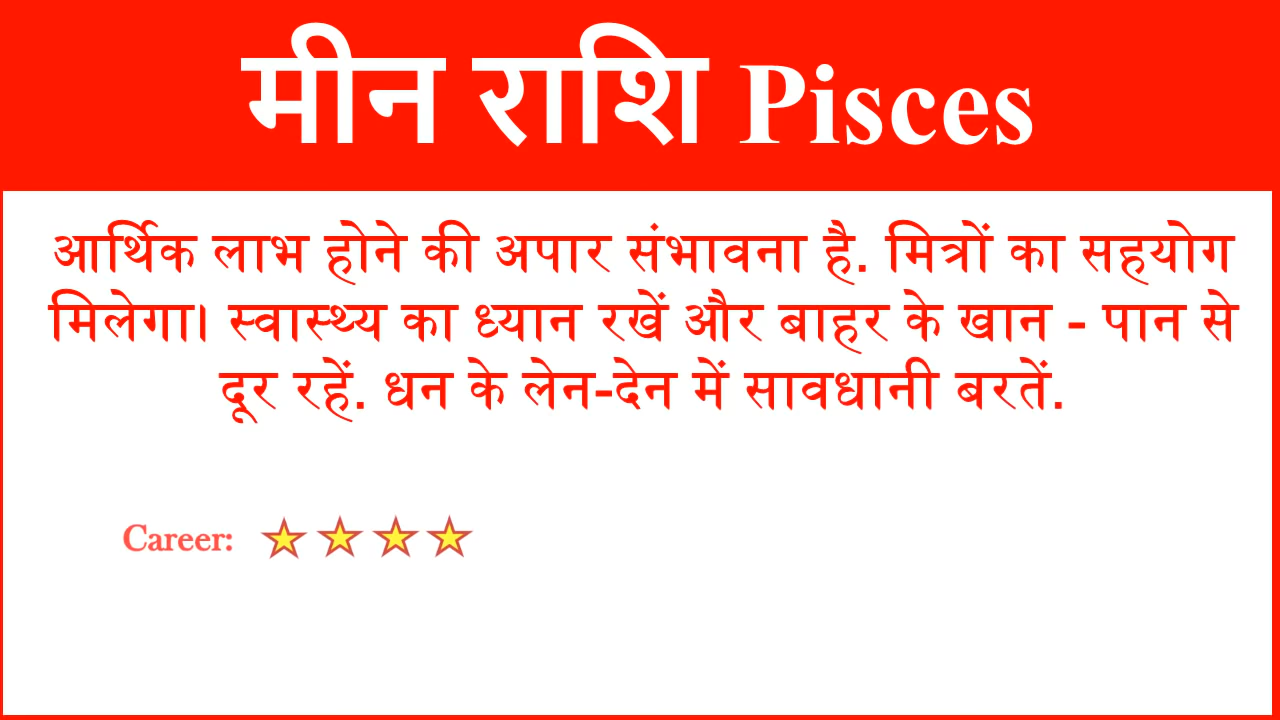 मीन राशि Pisces
आर्थिक लाभ होने की अपार संभावना है. मित्रों का सहयोग
मिलेगा। स्वास्थ्य का ध्यान रखें और बाहर के खान - पान से
दूर रहें. धन के लेन-देन में सावधानी बरतें.
Career: